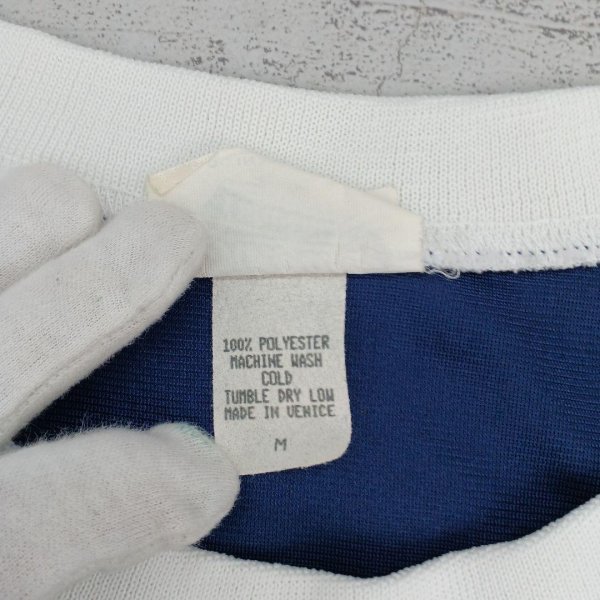 100% POLYESTER
MACHINE WASH
COLD
TUMBLE DRY LOW
MADE IN VENICE
M